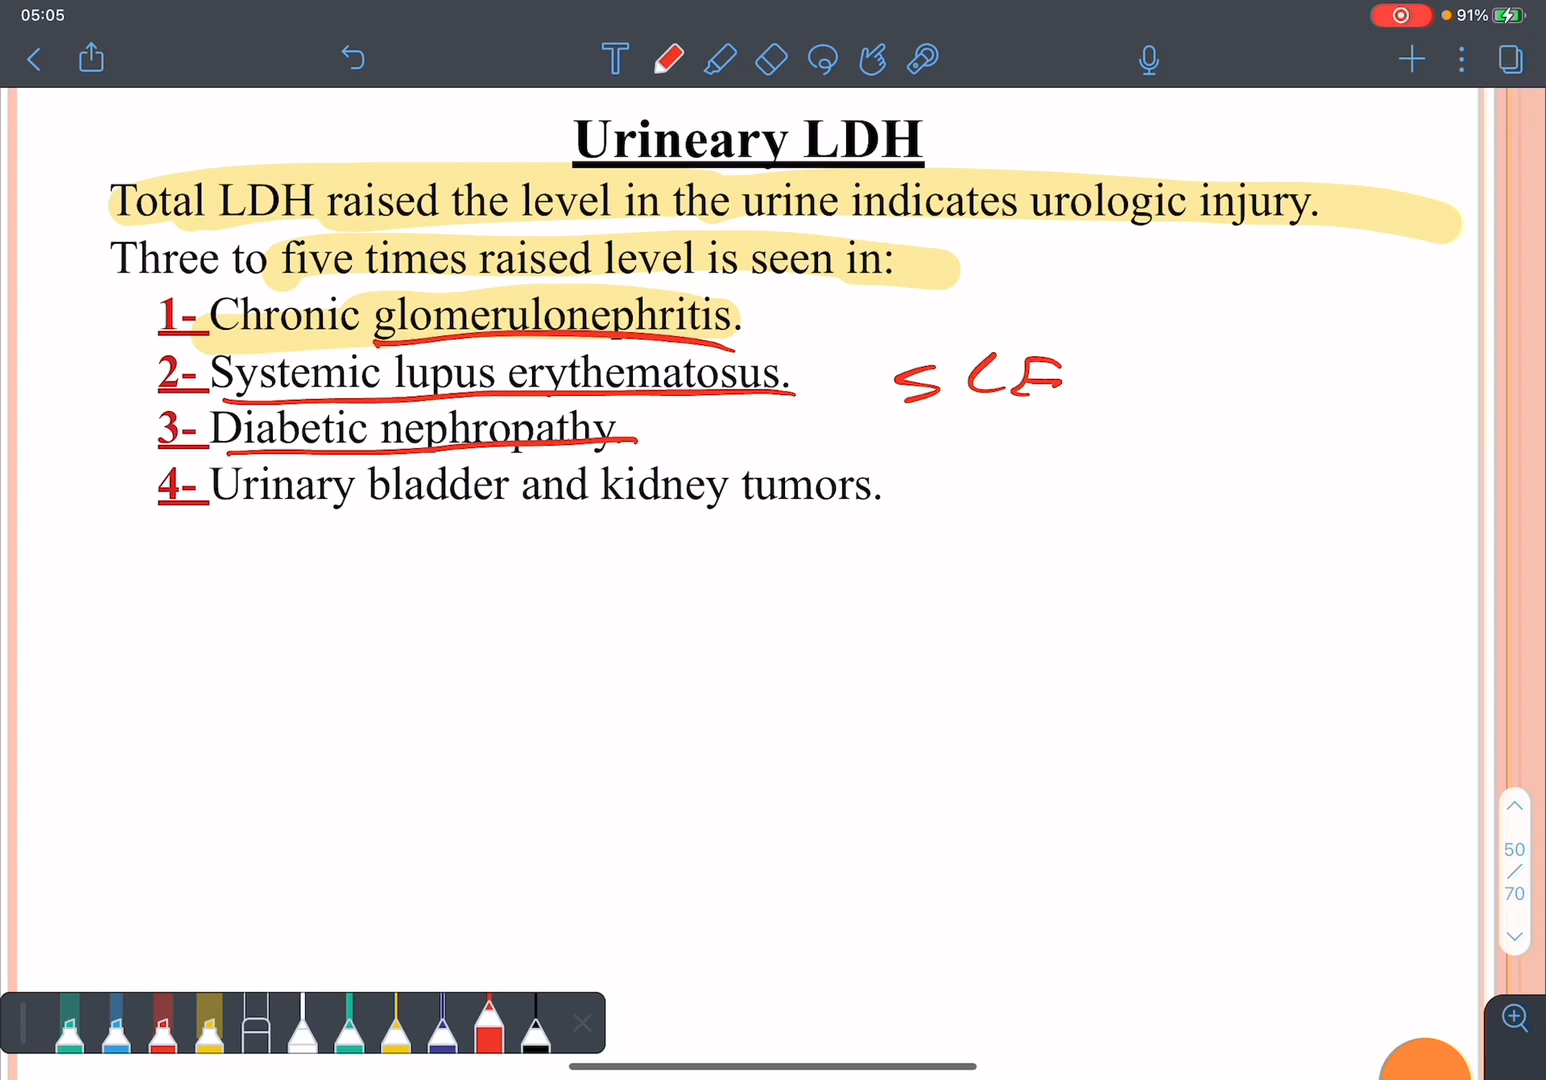 05:05
91%
Urineary LDH
Total LDH raised the level in the urine indicates urologic injury.
Three to five times raised level is seen in:
1- Chronic glomerulonephritis.
2- Systemic lupus erythematosus. SLE
3- Diabetic nephropathy.
4- Urinary bladder and kidney tumors.
50
/
70